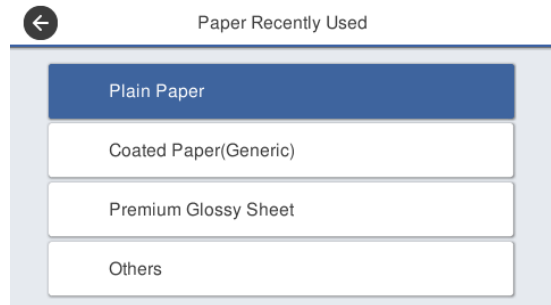 Paper Recently Used
Plain Paper
Coated Paper(Generic)
Premium Glossy Sheet
Others